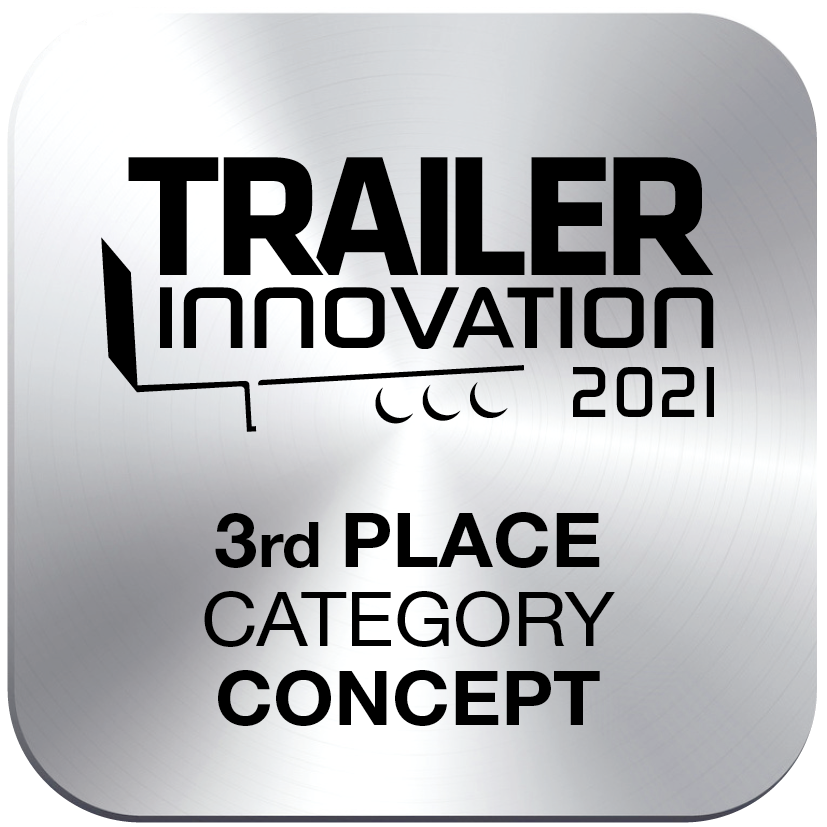 TRAILER
INNOVATION
2021
3rd PLACE
CATEGORY
CONCEPT